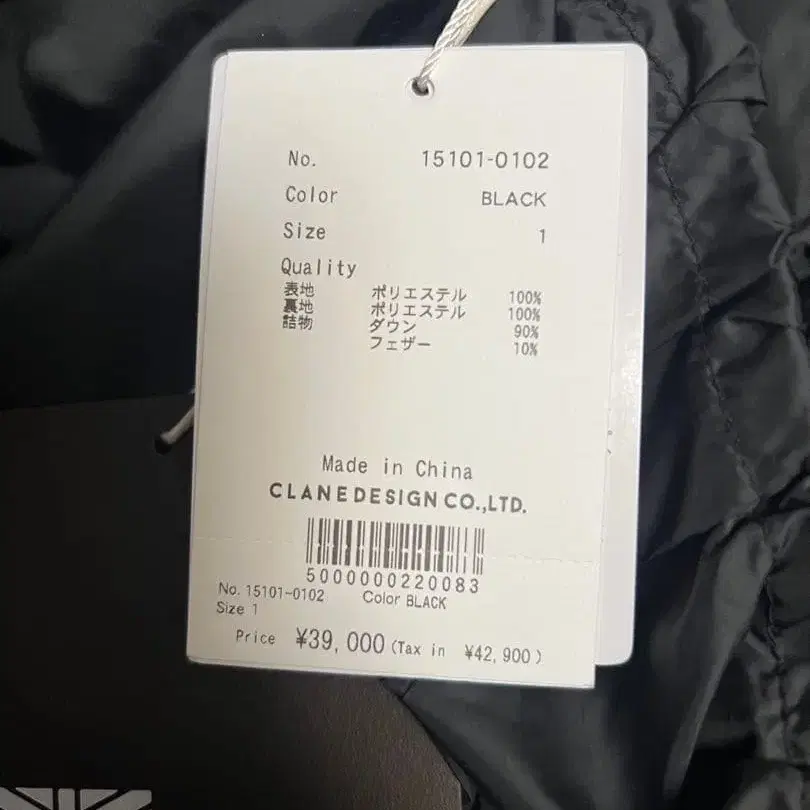 No. 15101-0102
Color BLACK
Size 1
Quality
表地 ポリエステル 100%
裏地 ポリエステル 100%
詰物 ダウン 90%
フェザー 10%
Made in China
CLANEDESIGN CO.,LTD.
5000000220083
No. 15101-0102 Color BLACK
Size 1
Price ¥39,000 (Tax in ¥42,900)